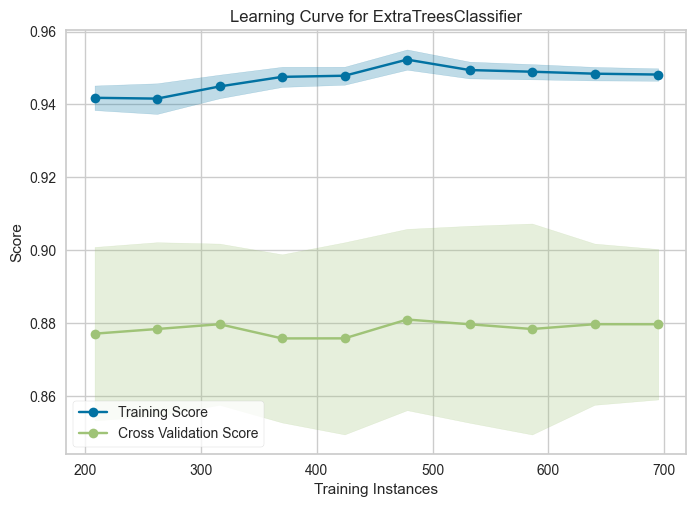 Learning Curve for ExtraTreesClassifier
0.96
0.94
0.92
0.90
0.88
0.86
Score
Training Score
Cross Validation Score
200 300 400 500 600 700
Training Instances